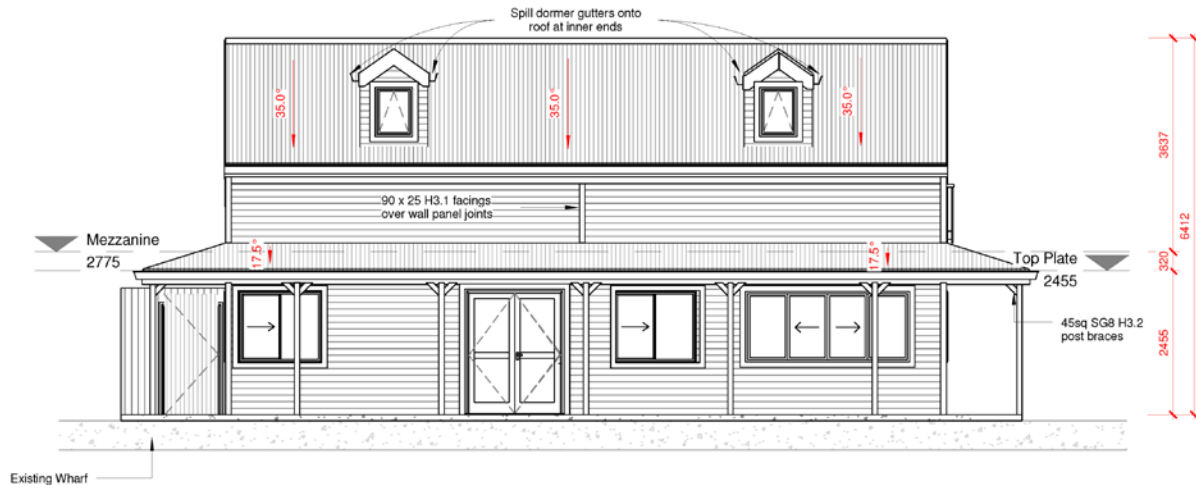 Spill dormer gutters onto
roof at inner ends
35.0°
35.0°
35.0°
3637
90 x 25 H3.1 facings
over wall panel joints
6412
Mezzanine
2775
17.5°
17.5°
320
Top Plate
2455
45sq SG8 H3.2
post braces
2455
Existing Wharf